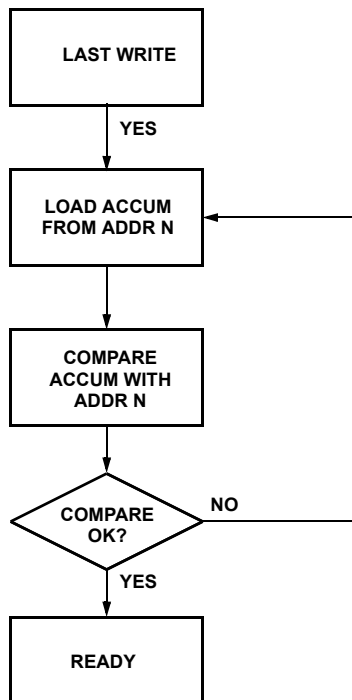 LAST WRITE
YES
LOAD ACCUM
FROM ADDR N
COMPARE
ACCUM WITH
ADDR N
COMPARE
OK?
NO
YES
READY